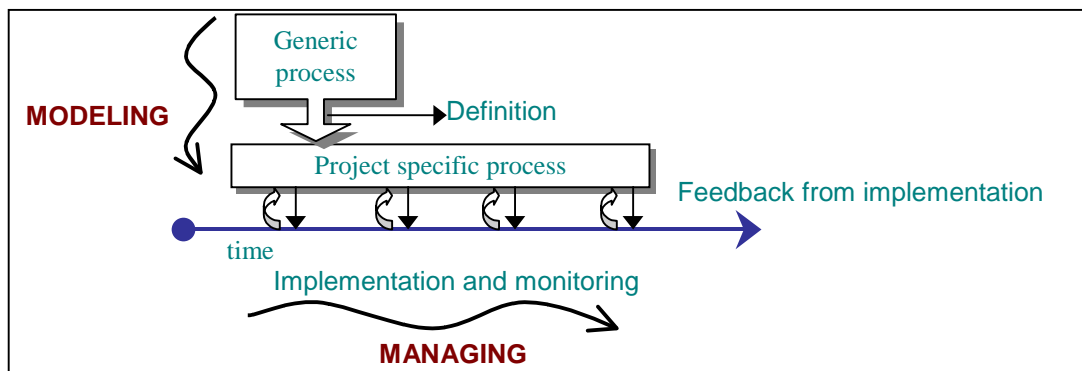 Generic
process
MODELING
Definition
Project specific process
Feedback from implementation
time
Implementation and monitoring
MANAGING